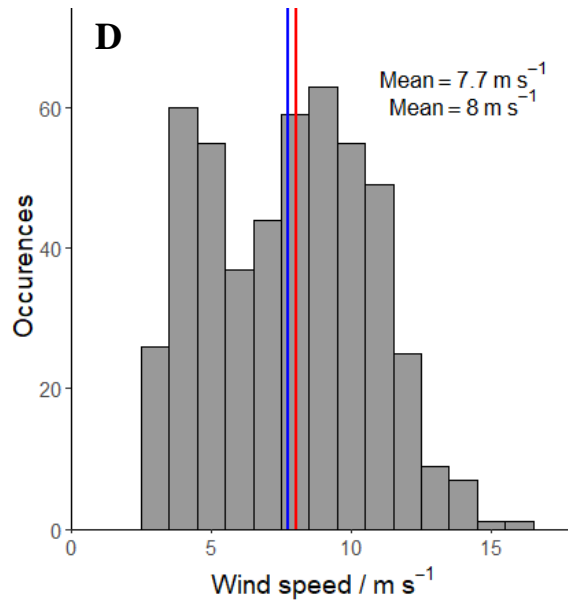 D
Mean = 7.7 m s⁻¹
Mean = 8 m s⁻¹
Occurences
60
40
20
0
0 5 10 15
Wind speed / m s⁻¹